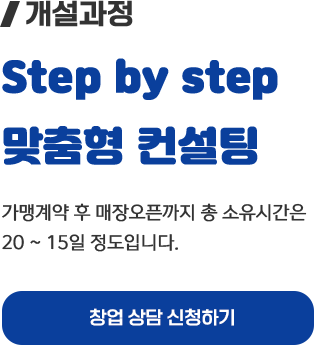 개설과정
Step by step
맞춤형 컨설팅
가맹계약 후 매장오픈까지 총 소유시간은
20 ~ 15일 정도입니다.
창업 상담 신청하기